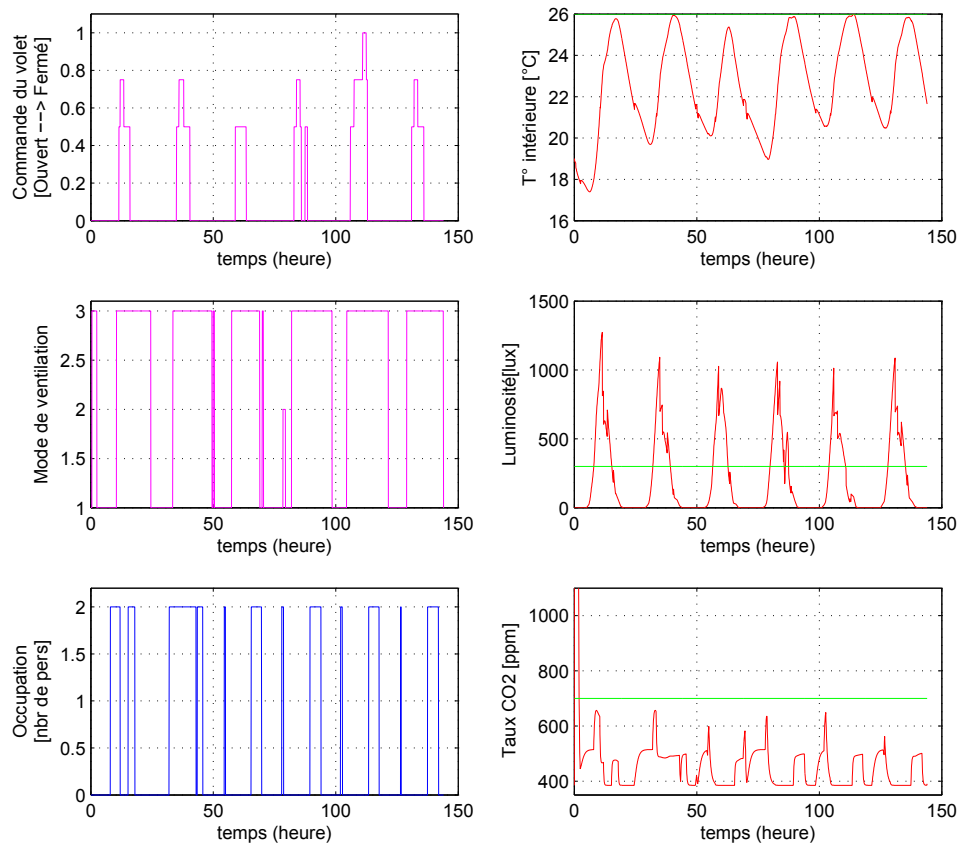 Commande du volet
[Ouvert −−> Fermé]
1
0.8
0.6
0.4
0.2
0
0 50 100 150
temps (heure)
T° intérieure [°C]
26
24
22
20
18
16
0 50 100 150
temps (heure)
Mode de ventilation
3
2.5
2
1.5
1
0 50 100 150
temps (heure)
Luminosité[lux]
1500
1000
500
0
0 50 100 150
temps (heure)
Occupation
[nbr de pers]
2
1.5
1
0.5
0
0 50 100 150
temps (heure)
Taux CO2 [ppm]
1000
800
600
400
0 50 100 150
temps (heure)